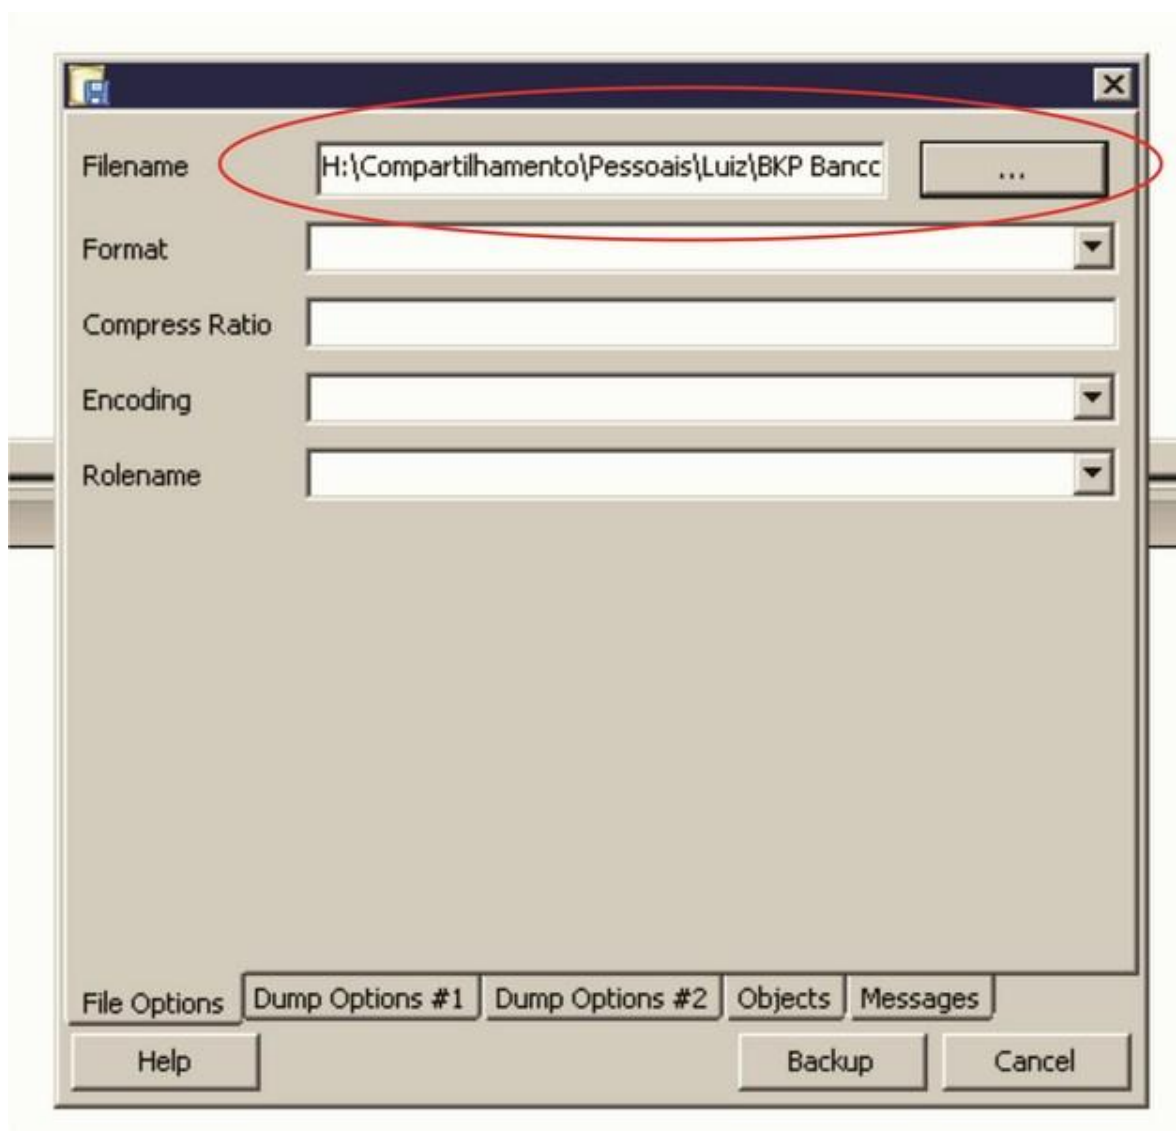 Filename H:\Compartilhamento\Pessoais\Luiz\BKP Bancc ...
Format
Compress Ratio
Encoding
Rolename
File Options Dump Options #1 Dump Options #2 Objects Messages
Help Backup Cancel